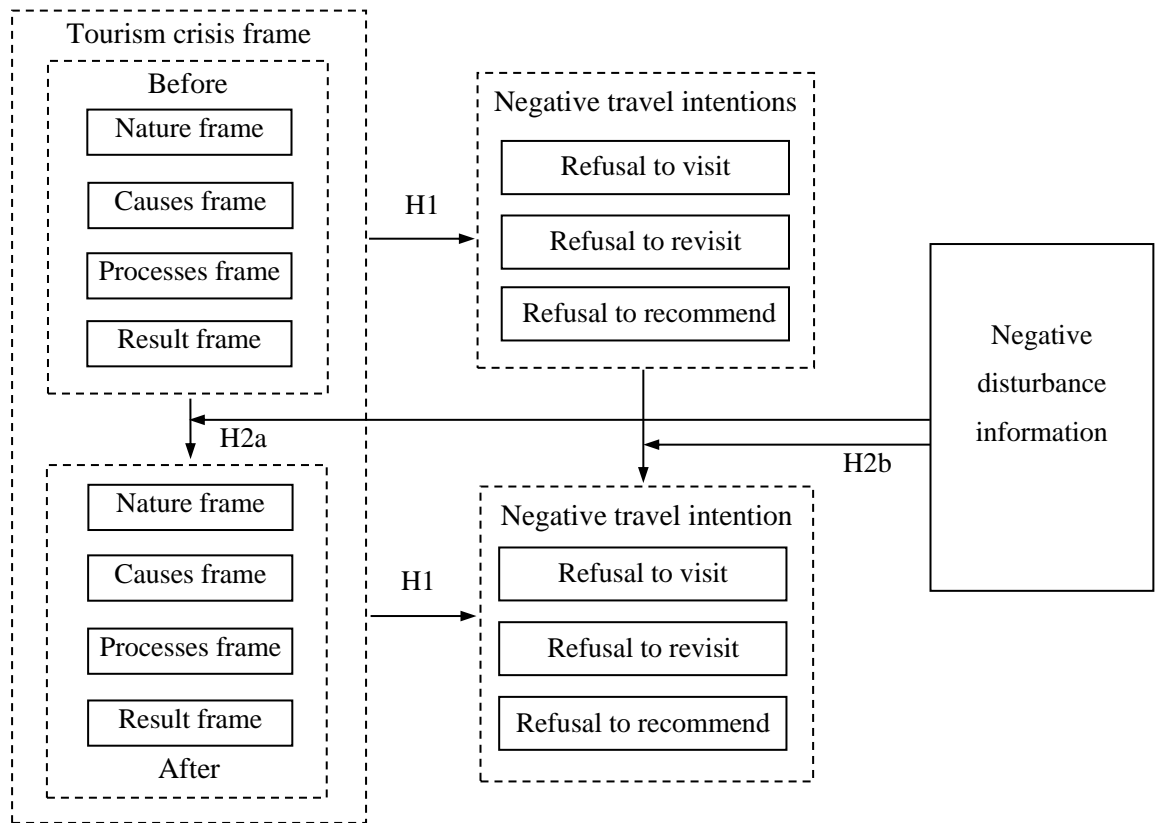 Tourism crisis frame
Before
Nature frame
Causes frame
Processes frame
Result frame
H1
Negative travel intentions
Refusal to visit
Refusal to revisit
Refusal to recommend
Negative
disturbance
information
H2a
H2b
Nature frame
Causes frame
Processes frame
Result frame
After
H1
Negative travel intention
Refusal to visit
Refusal to revisit
Refusal to recommend